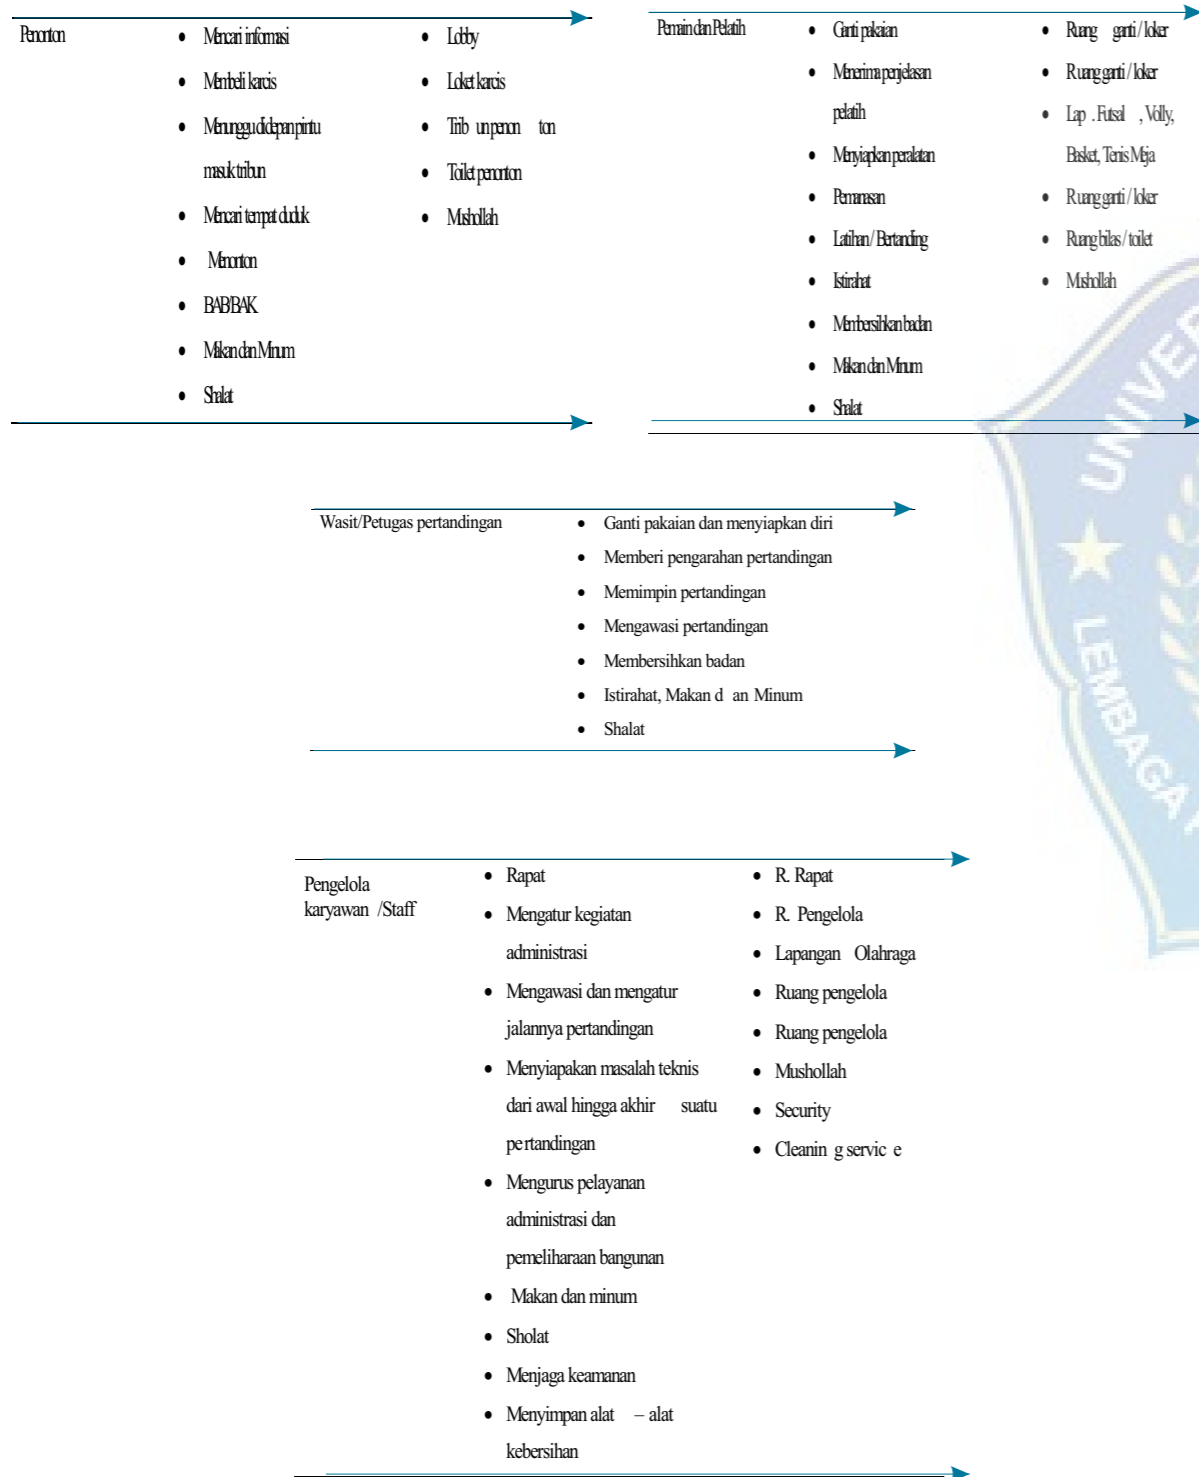 Penonton
• Mencari informasi
• Membeli karcis
• Menunggu didepan pintu
masuk tribun
• Mencari tempat duduk
• Menonton
• BAB/BAK
• Makan dan Minum
• Shalat
• Lobby
• Loket karcis
• Trib un penon ton
• Toilet penonton
• Mushollah
Pemain dan Pelatih
• Ganti pakaian
• Menerima penjelasan
pelatih
• Menyiapkan peralatan
• Pemanasan
• Latihan / Bertanding
• Istirahat
• Membersihkan badan
• Makan dan Minum
• Shalat
• Ruang ganti / loker
• Ruang ganti / loker
• Lap . Futsal , Volly,
Basket, Tenis Meja
• Ruang ganti / loker
• Ruang bilas / toilet
• Mushollah
Wasit/Petugas pertandingan
• Ganti pakaian dan menyiapkan diri
• Memberi pengarahan pertandingan
• Memimpin pertandingan
• Mengawasi pertandingan
• Membersihkan badan
• Istirahat, Makan d an Minum
• Shalat
Pengelola
karyawan /Staff
• Rapat
• Mengatur kegiatan
administrasi
• Mengawasi dan mengatur
jalannya pertandingan
• Menyiapakan masalah teknis
dari awal hingga akhir suatu
pe rtandingan
• Mengurus pelayanan
administrasi dan
pemeliharaan bangunan
• Makan dan minum
• Sholat
• Menjaga keamanan
• Menyimpan alat – alat
kebersihan
• R. Rapat
• R. Pengelola
• Lapangan Olahraga
• Ruang pengelola
• Ruang pengelola
• Mushollah
• Security
• Cleanin g servic e
LEMBAGA